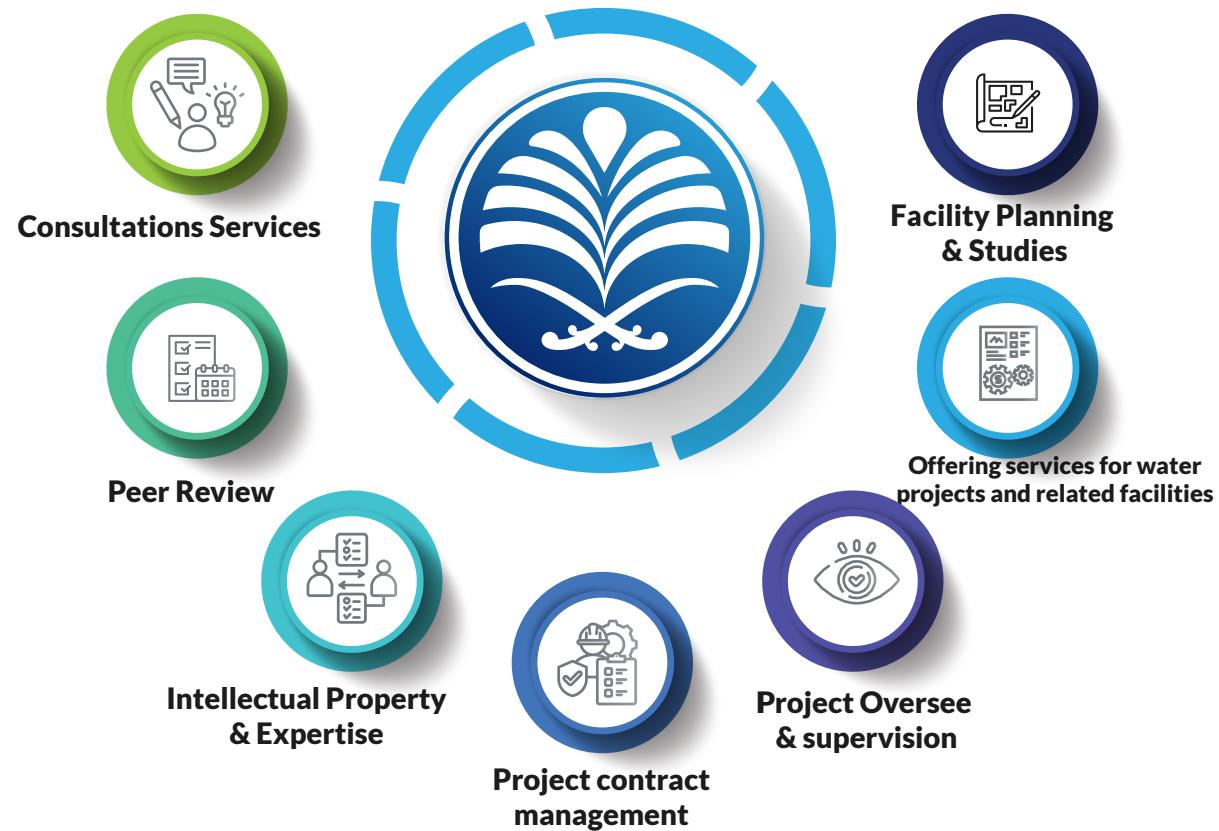 Consultations Services
Facility Planning
& Studies
Peer Review
Offering services for water
projects and related facilities
Intellectual Property
& Expertise
Project Oversee
& supervision
Project contract
management